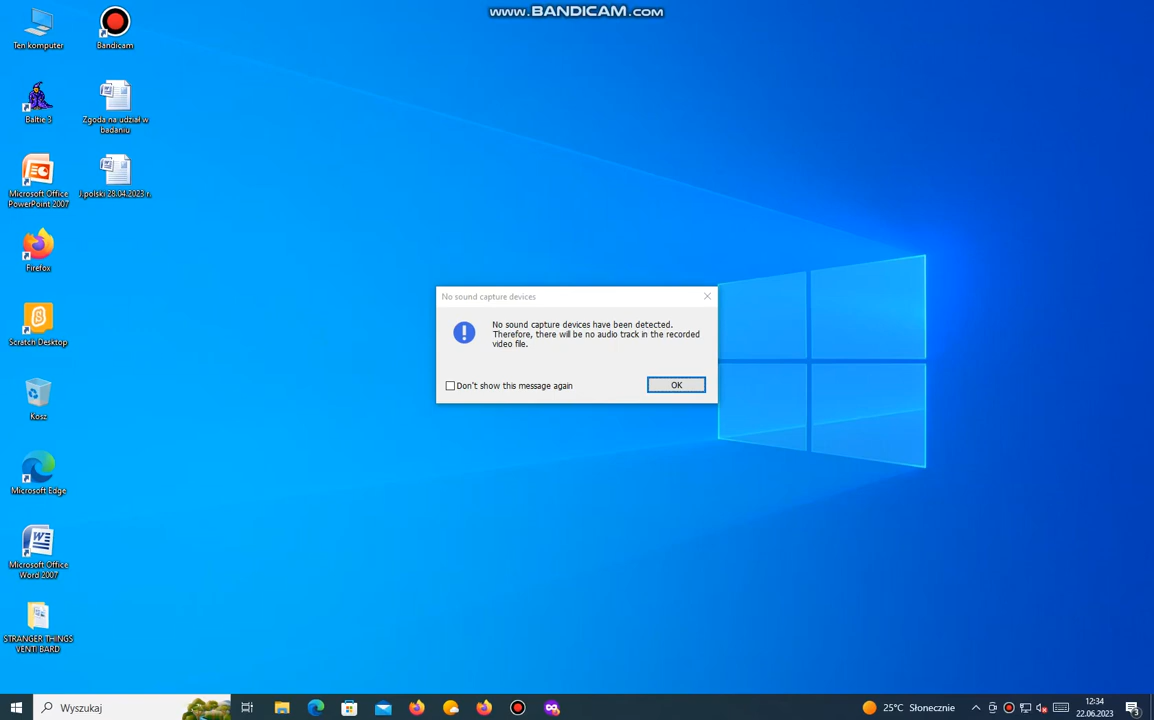 www.BANDICAM.com
Ten komputer
Bandicam
Baltie 3
Zgoda na udział w
badaniu
Microsoft Office
PowerPoint 2007
J.polski 28.04.2023 r.
Firefox
Scratch Desktop
Kosz
Microsoft Edge
Microsoft Office
Word 2007
STRANGER THINGS
VENTI BARD
No sound capture devices
No sound capture devices have been detected.
Therefore, there will be no audio track in the recorded
video file.
Don't show this message again
OK
Wyszukaj
25°C Słonecznie
12:34
22.06.2023
3